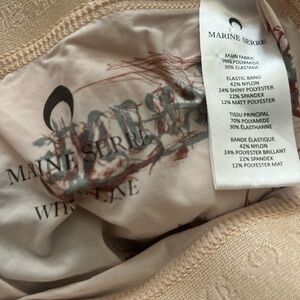 MARINE SERRE
MAIN FABRIC
70% POLYAMIDE
30% ELASTANE
ELASTIC BAND
42% NYLON
24% SHINY POLYESTER
22% SPANDEX
12% MATT POLYESTER
TISSU PRINCIPAL
70% POLYAMIDE
30% ÉLASTHANNE
BANDE ÉLASTIQUE
42% NYLON
24% POLYESTER BRILLANT
22% SPANDEX
12% POLYESTER MAT
MARINE SERRE
WHITE LINE